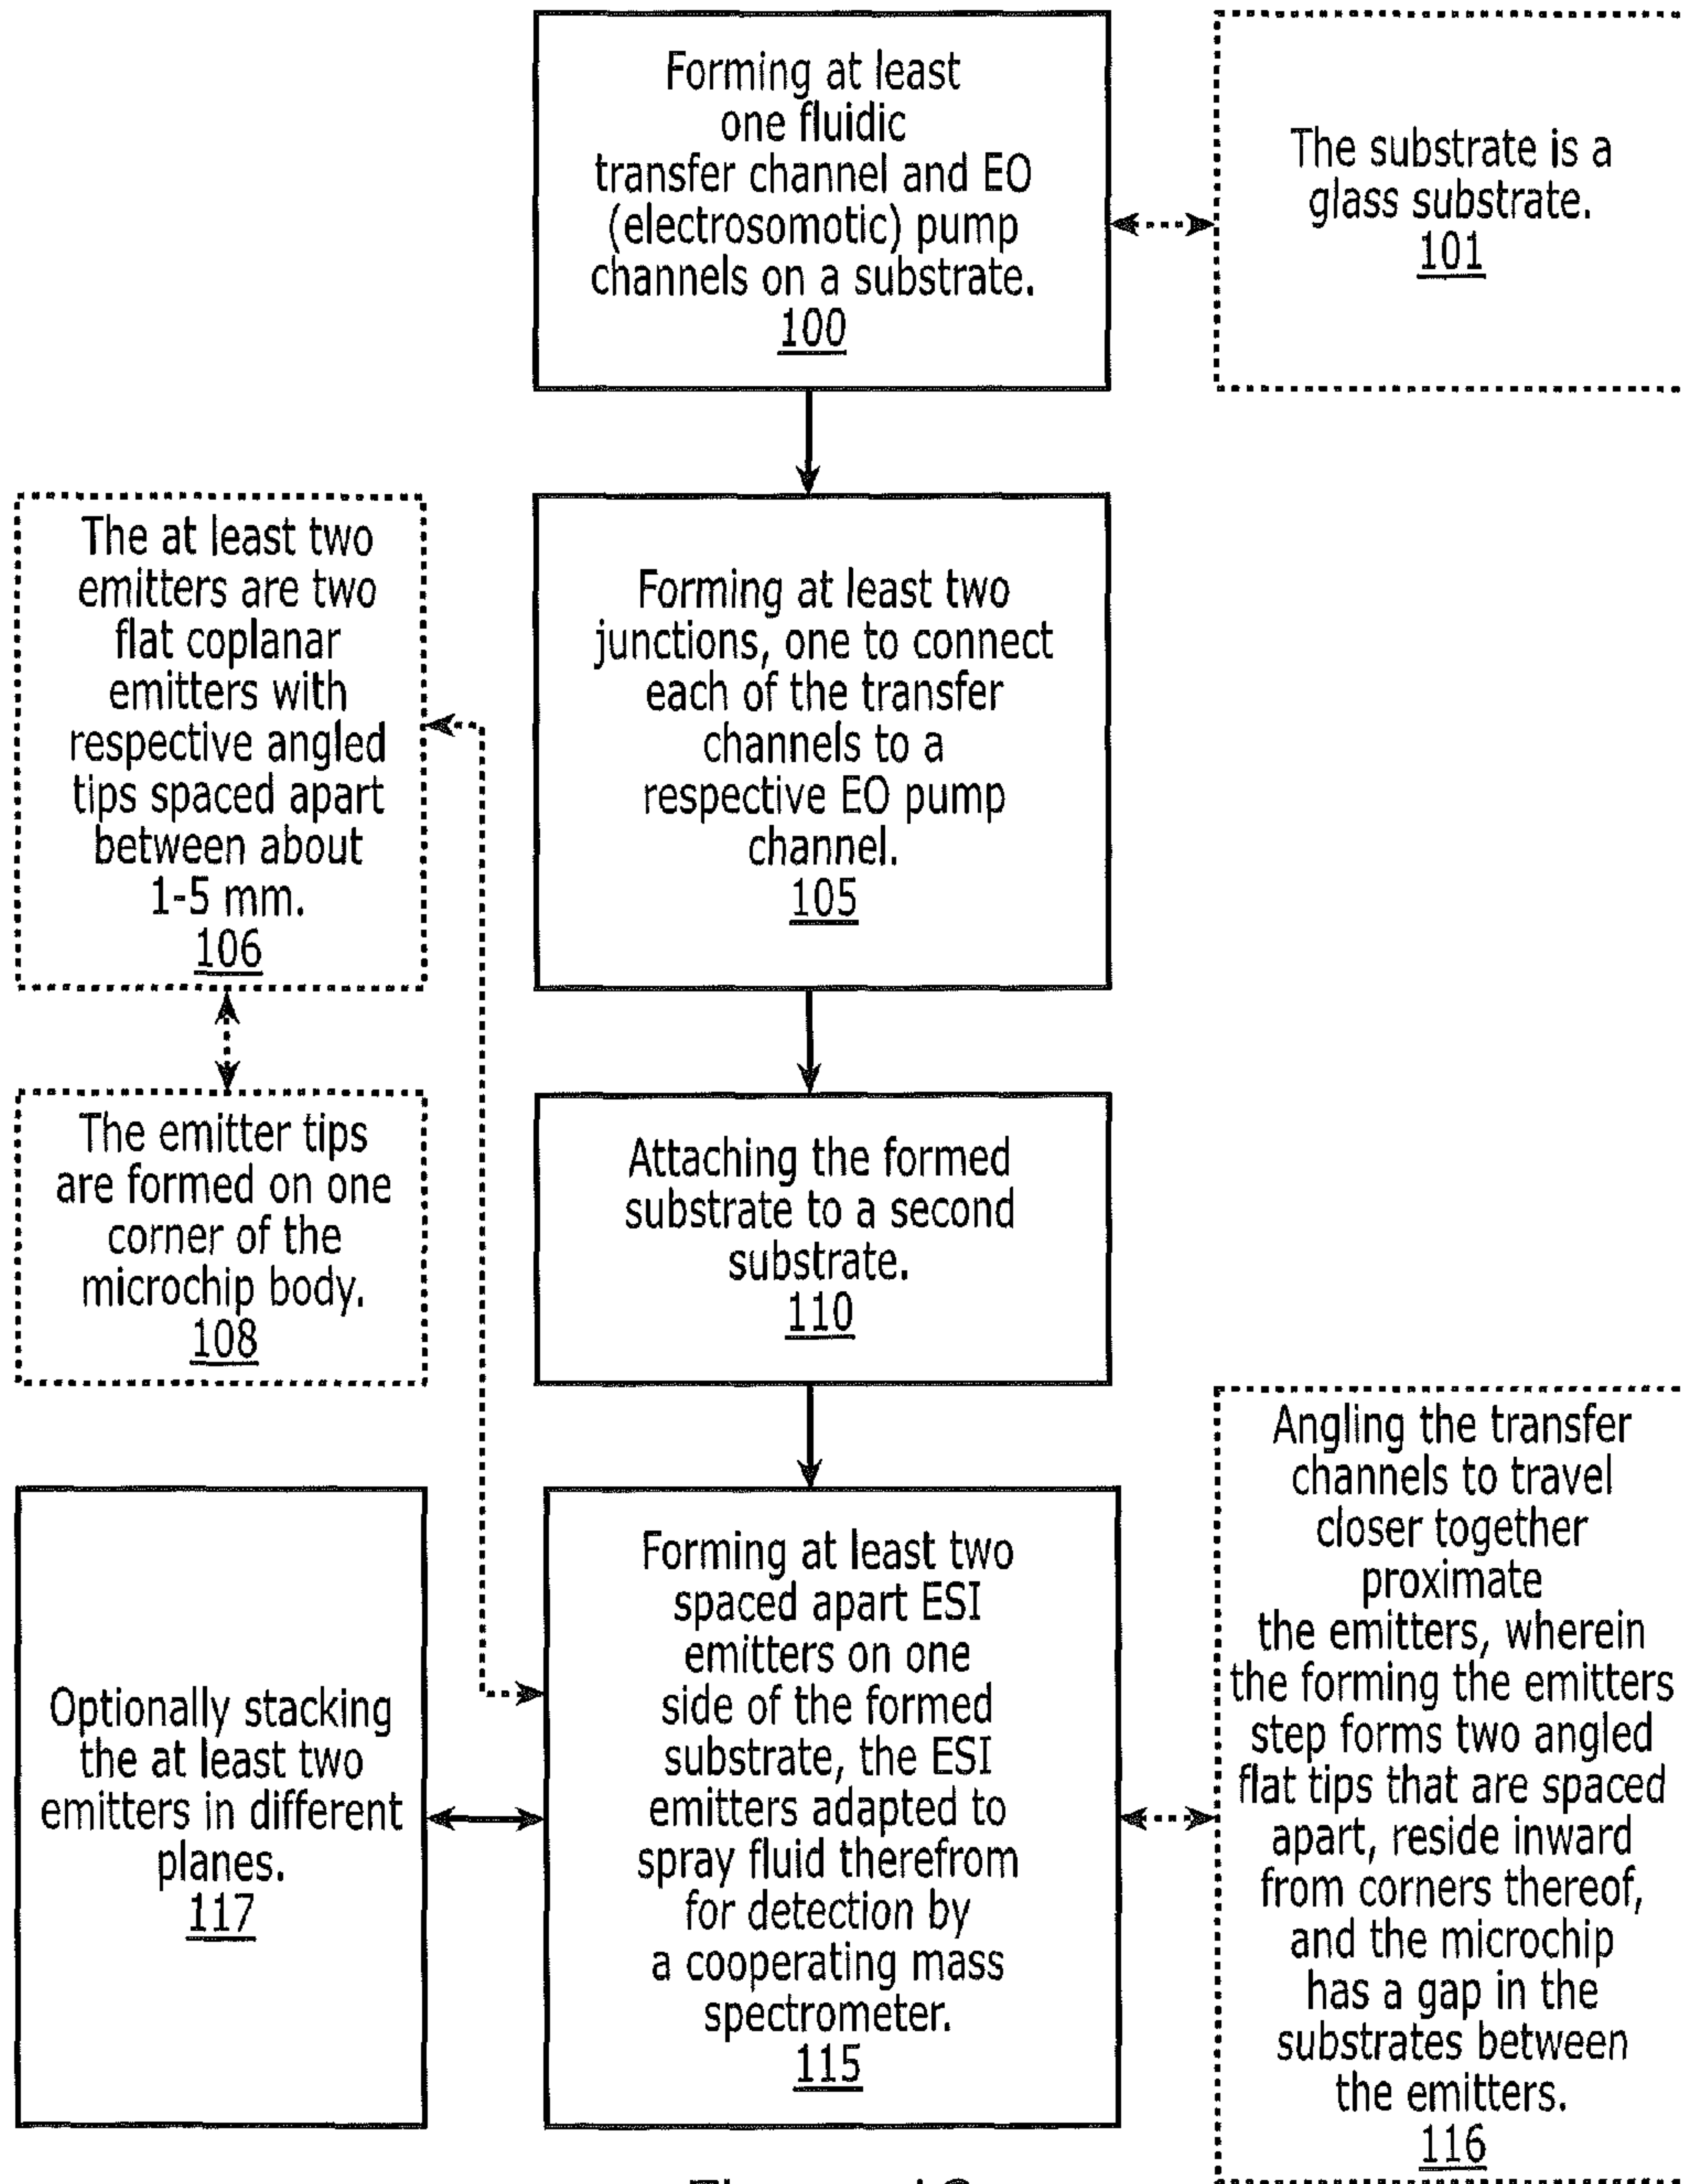 Forming at least
one fluidic
transfer channel and EO
(electrosomotic) pump
channels on a substrate.
100
The substrate is a
glass substrate.
101
The at least two
emitters are two
flat coplanar
emitters with
respective angled
tips spaced apart
between about
1-5 mm.
106
Forming at least two
junctions, one to connect
each of the transfer
channels to a
respective EO pump
channel.
105
The emitter tips
are formed on one
corner of the
microchip body.
108
Attaching the formed
substrate to a second
substrate.
110
Optionally stacking
the at least two
emitters in different
planes.
117
Forming at least two
spaced apart ESI
emitters on one
side of the formed
substrate, the ESI
emitters adapted to
spray fluid therefrom
for detection by
a cooperating mass
spectrometer.
115
Angling the transfer
channels to travel
closer together
proximate
the emitters, wherein
the forming the emitters
step forms two angled
flat tips that are spaced
apart, reside inward
from corners thereof,
and the microchip
has a gap in the
substrates between
the emitters.
116